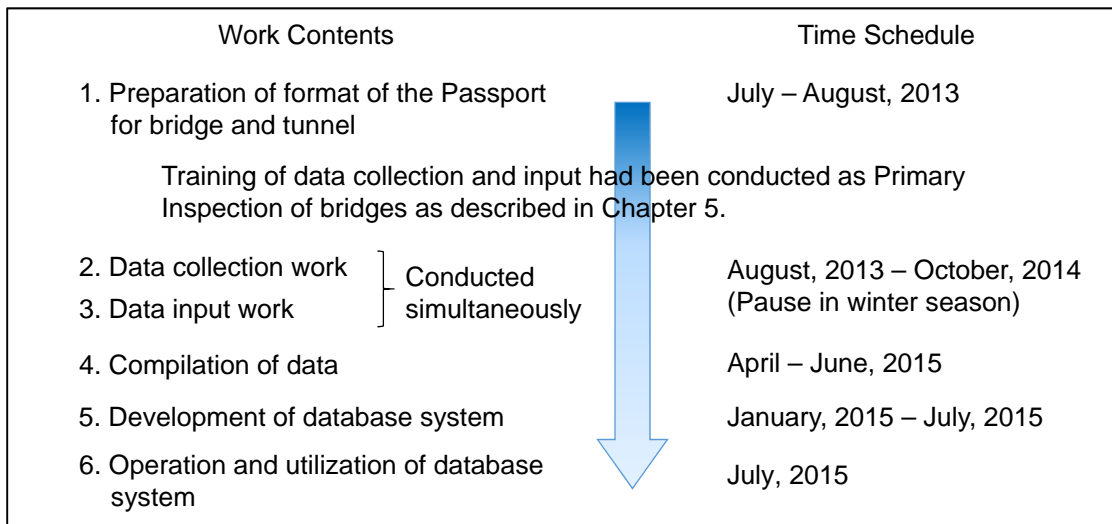 Work Contents
Time Schedule
1. Preparation of format of the Passport
for bridge and tunnel
July – August, 2013
Training of data collection and input had been conducted as Primary
Inspection of bridges as described in Chapter 5.
2. Data collection work
3. Data input work
Conducted
simultaneously
August, 2013 – October, 2014
(Pause in winter season)
4. Compilation of data
April – June, 2015
5. Development of database system
January, 2015 – July, 2015
6. Operation and utilization of database
system
July, 2015